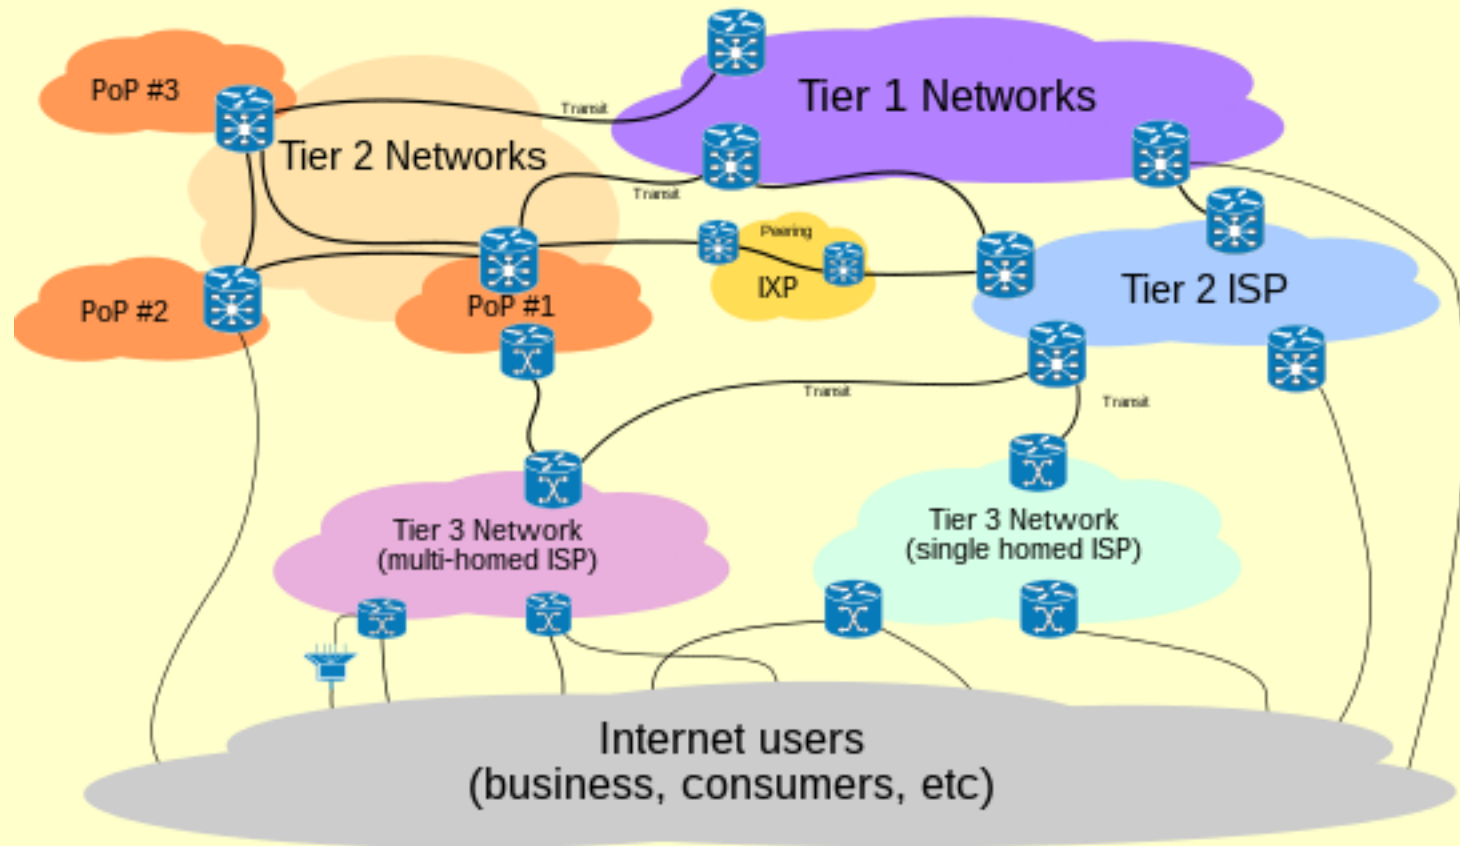 PoP #3
Transit
Tier 1 Networks
Tier 2 Networks
Transit
Peering
IXP
Tier 2 ISP
PoP #2
PoP #1
Transit
Transit
Tier 3 Network
(multi-homed ISP)
Tier 3 Network
(single homed ISP)
Internet users
(business, consumers, etc)